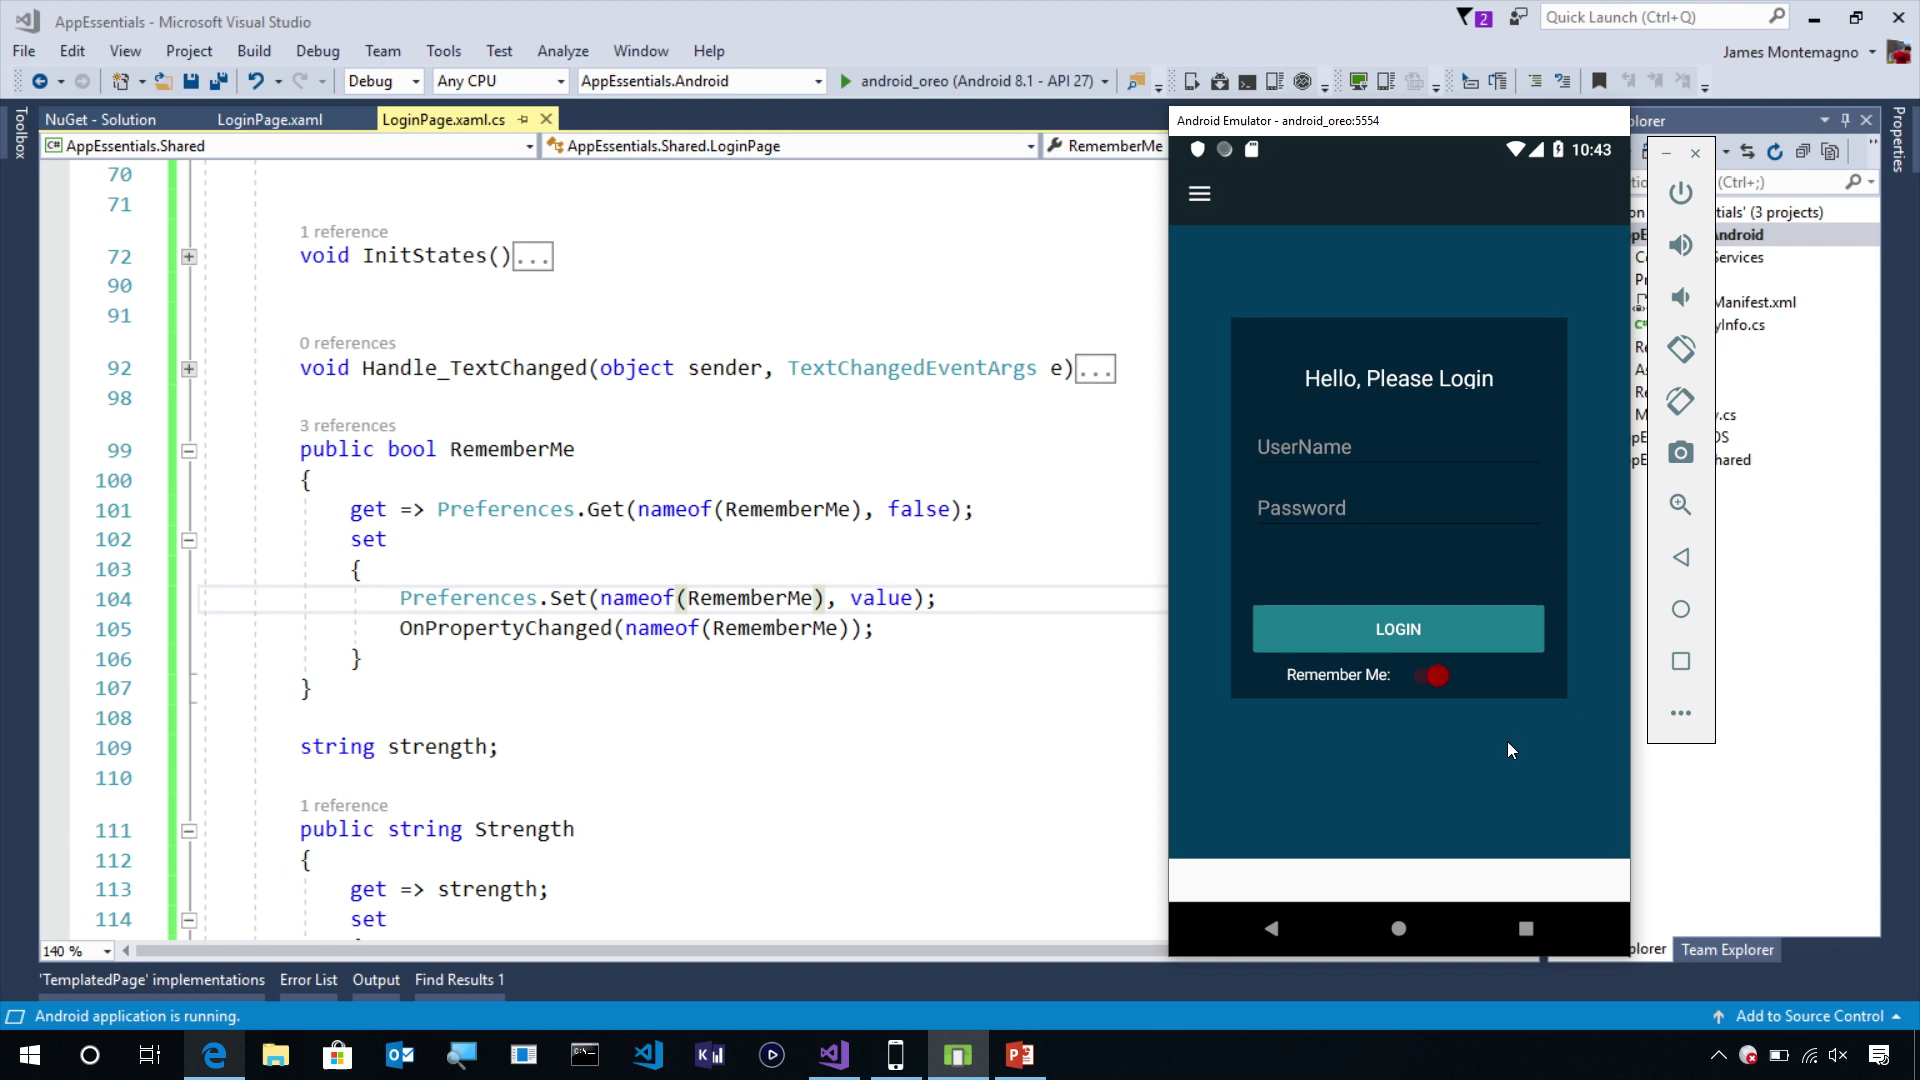 AppEssentials - Microsoft Visual Studio
2
Quick Launch (Ctrl+Q)
File Edit View Project Build Debug Team Tools Test Analyze Window Help
James Montemagno
Debug Any CPU AppEssentials.Android android_oreo (Android 8.1 - API 27)
Toolbox
NuGet - Solution LoginPage.xaml LoginPage.xaml.cs
AppEssentials.Shared AppEssentials.Shared.LoginPage RememberMe
70
71
1 reference
72 void InitStates()...
90
91
0 references
92 void Handle_TextChanged(object sender, TextChangedEventArgs e)...
98
3 references
99 public bool RememberMe
100 {
101 get => Preferences.Get(nameof(RememberMe), false);
102 set
103 {
104 Preferences.Set(nameof(RememberMe), value);
105 OnPropertyChanged(nameof(RememberMe));
106 }
107 }
108
109 string strength;
110
1 reference
111 public string Strength
112 {
113 get => strength;
114 set
140 %
Android Emulator - android_oreo:5554
10:43
Hello, Please Login
UserName
Password
LOGIN
Remember Me:
plorer
Properties
(Ctrl+;)
tials' (3 projects)
Android
Services
Manifest.xml
yInfo.cs
y.cs
OS
hared
plorer Team Explorer
'TemplatedPage' implementations Error List Output Find Results 1
Android application is running.
Add to Source Control